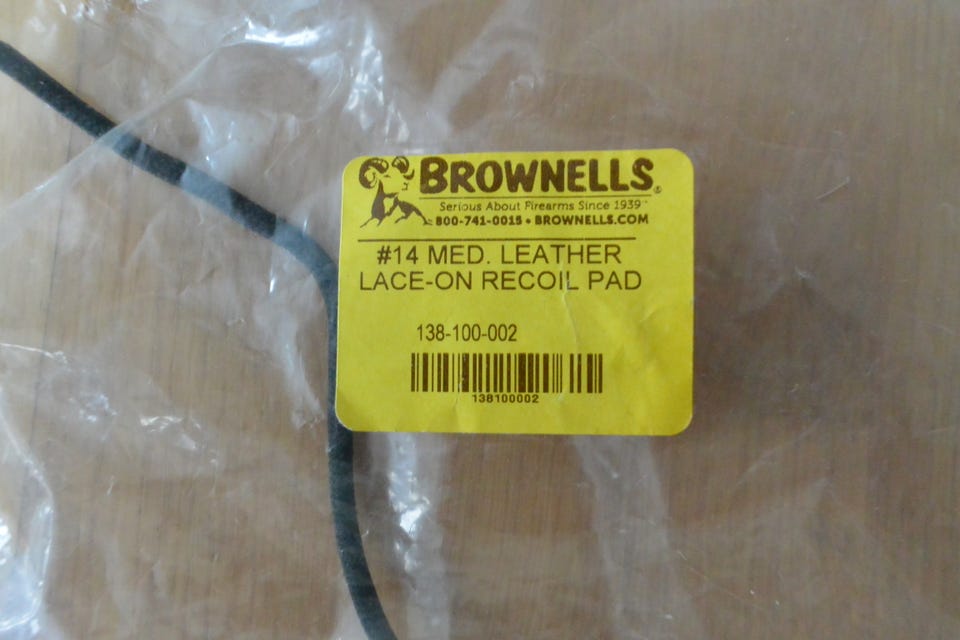 BROWNELLS®
Serious About Firearms Since 1939™
800-741-0015 • BROWNELLS.COM
#14 MED. LEATHER
LACE-ON RECOIL PAD
138-100-002
138100002